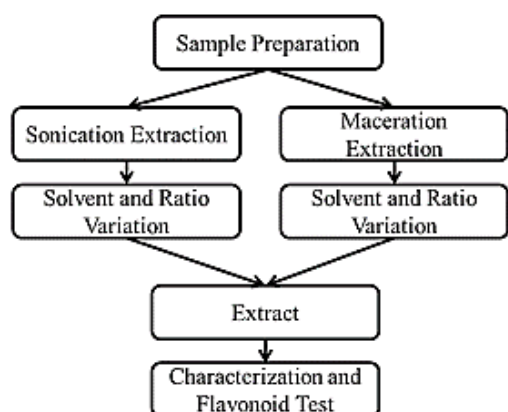 Sample Preparation
Sonication Extraction
Maceration
Extraction
Solvent and Ratio
Variation
Solvent and Ratio
Variation
Extract
Characterization and
Flavonoid Test